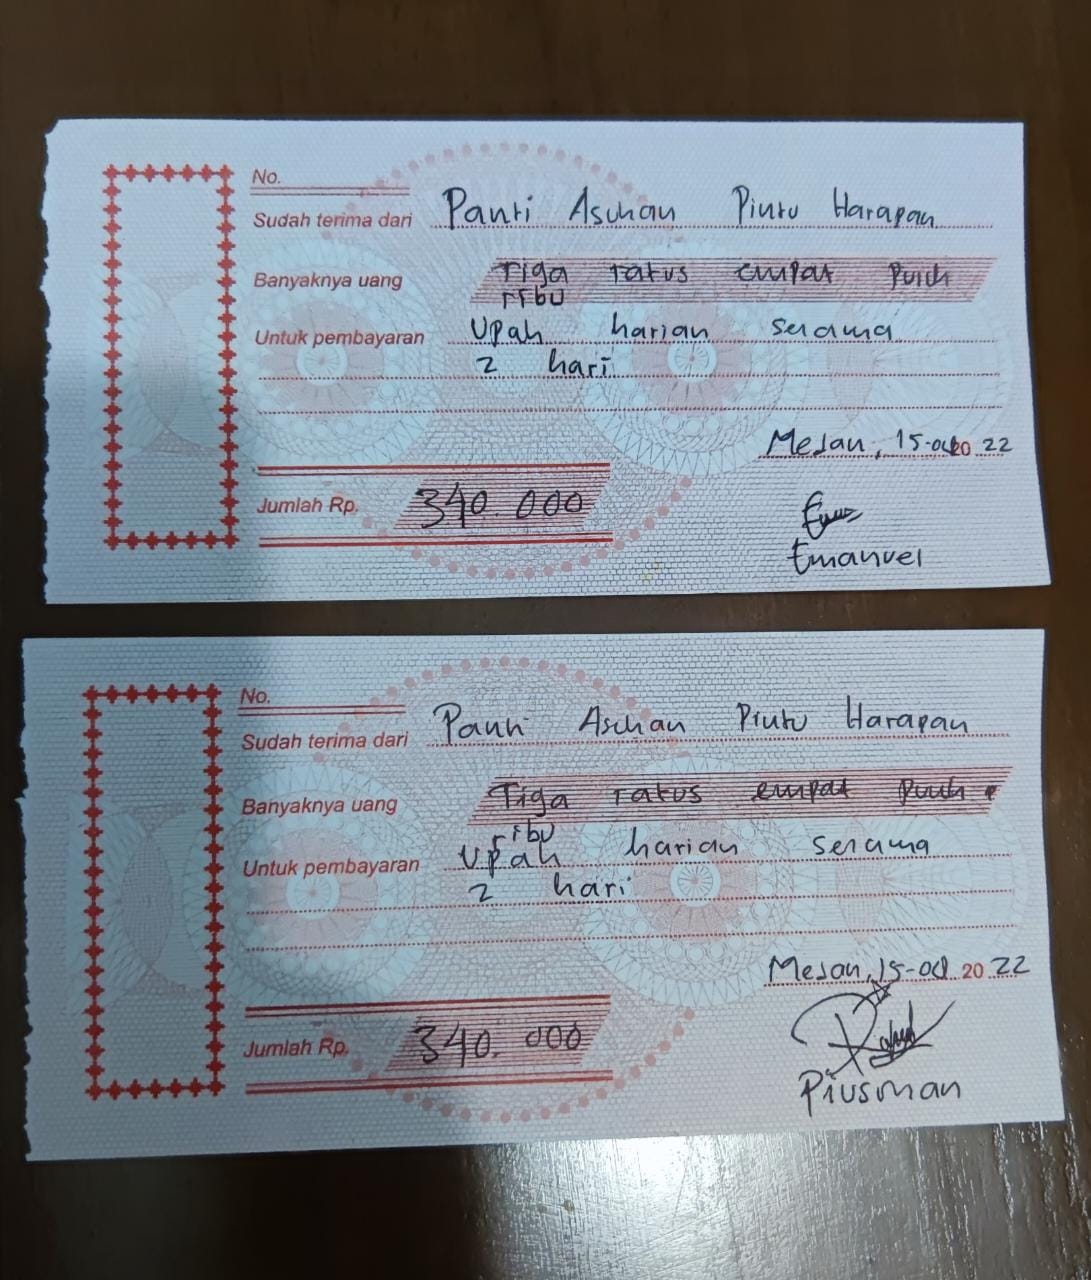 No.
Sudah terima dari Panti Asuhan Pintu Harapan
Banyaknya uang Tiga ratus empat puluh
ribu
Untuk pembayaran Upah harian selama
2 hari
Medan, 15-okt 20 22
Jumlah Rp. 340.000
Emanuel
No.
Sudah terima dari Panti Asuhan Pintu Harapan
Banyaknya uang Tiga ratus empat puluh
ribu
Untuk pembayaran Upah harian selama
2 hari
Medan, 15-okt 20 22
Jumlah Rp. 340.000
Piusman